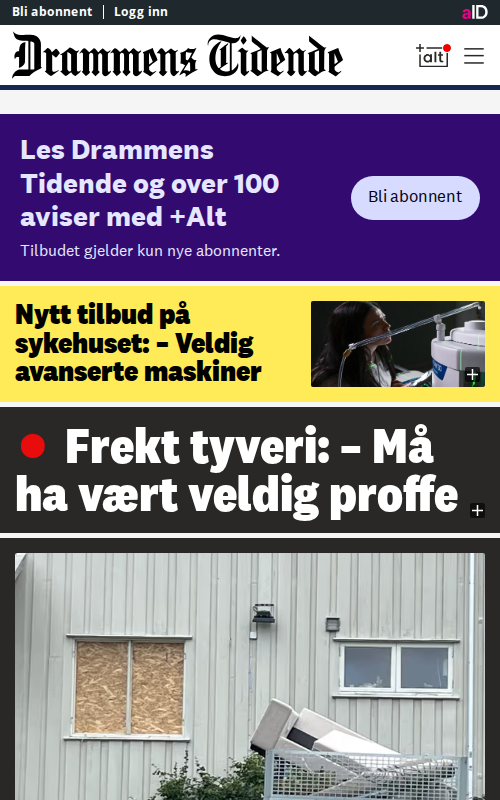 Bli abonnent
Logg inn
aID
Drammens Tidende
+alt
Les Drammens
Tidende og over 100
aviser med +Alt
Tilbudet gjelder kun nye abonnenter.
Bli abonnent
Nytt tilbud på
sykehuset: – Veldig
avanserte maskiner
Frekt tyveri: – Må
ha vært veldig proffe